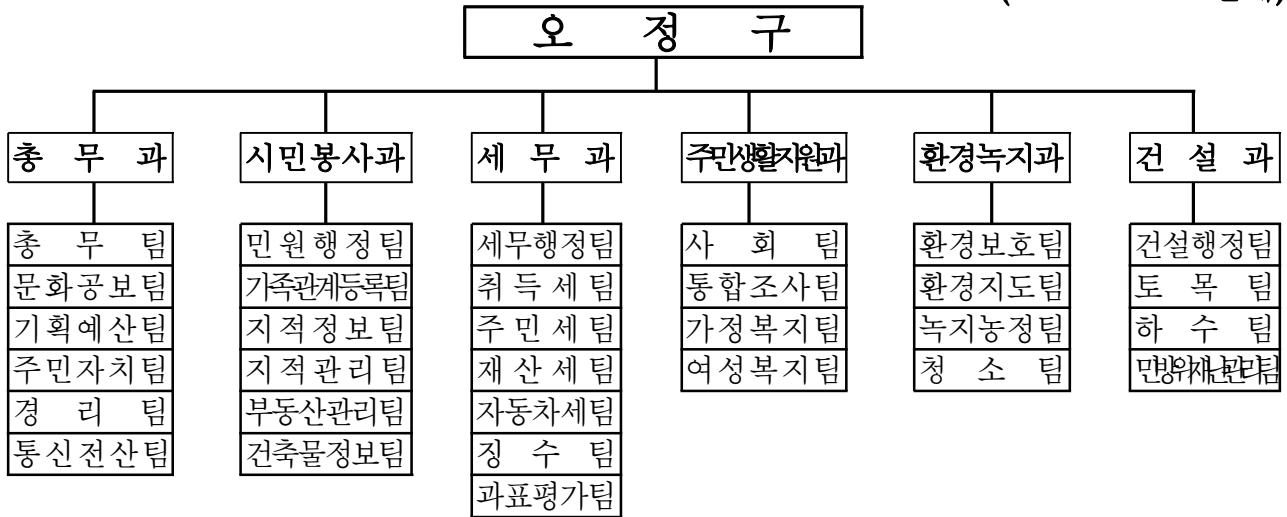 오 정 구
총 무 과
시민봉사과
세 무 과
주민생활지원과
환경녹지과
건 설 과
총 무 팀
문화공보팀
기획예산팀
주민자치팀
경 리 팀
통신전산팀
민원행정팀
가족관계등록팀
지적정보팀
지적관리팀
부동산관리팀
건축물정보팀
세무행정팀
취득세팀
주민세팀
재산세팀
자동차세팀
징 수 팀
과표평가팀
사 회 팀
통합조사팀
가정복지팀
여성복지팀
환경보호팀
환경지도팀
녹지농정팀
청 소 팀
건설행정팀
토 목 팀
하 수 팀
민방위재난관리팀